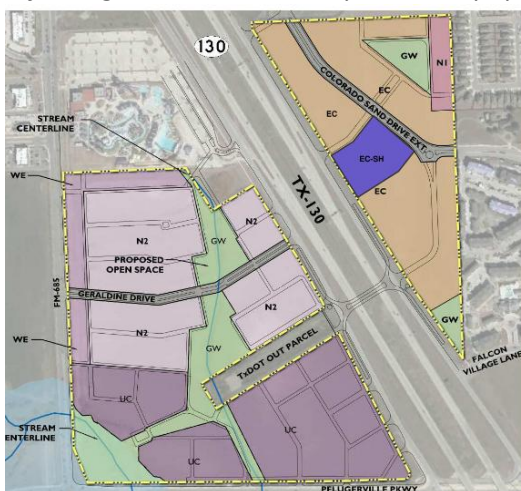 130
GW
N1
COLORADO SAND DRIVE EXT.
EC
EC
STREAM
CENTERLINE
EC-SH
WE
EC
TX-130
N2
N2
GW
PROPOSED
OPEN SPACE
N2
N2
FM-685
GERALDINE DRIVE
GW
N2
GW
WE
TxDOT OUT PARCEL
FALCON
VILLAGE LANE
UC
UC
STREAM
ENTERLINE
UC
PFLUGERVILLE PKWY